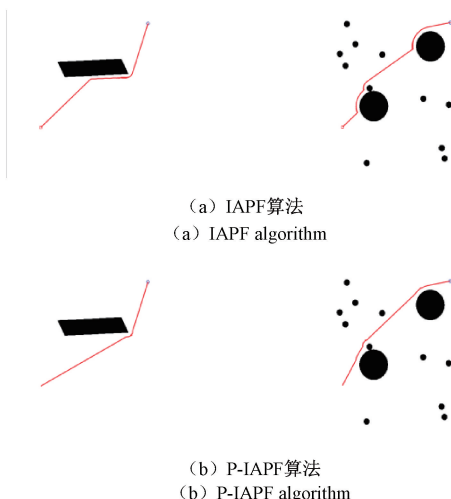 （a）IAPF算法
（a）IAPF algorithm
（b）P-IAPF算法
（b）P-IAPF algorithm